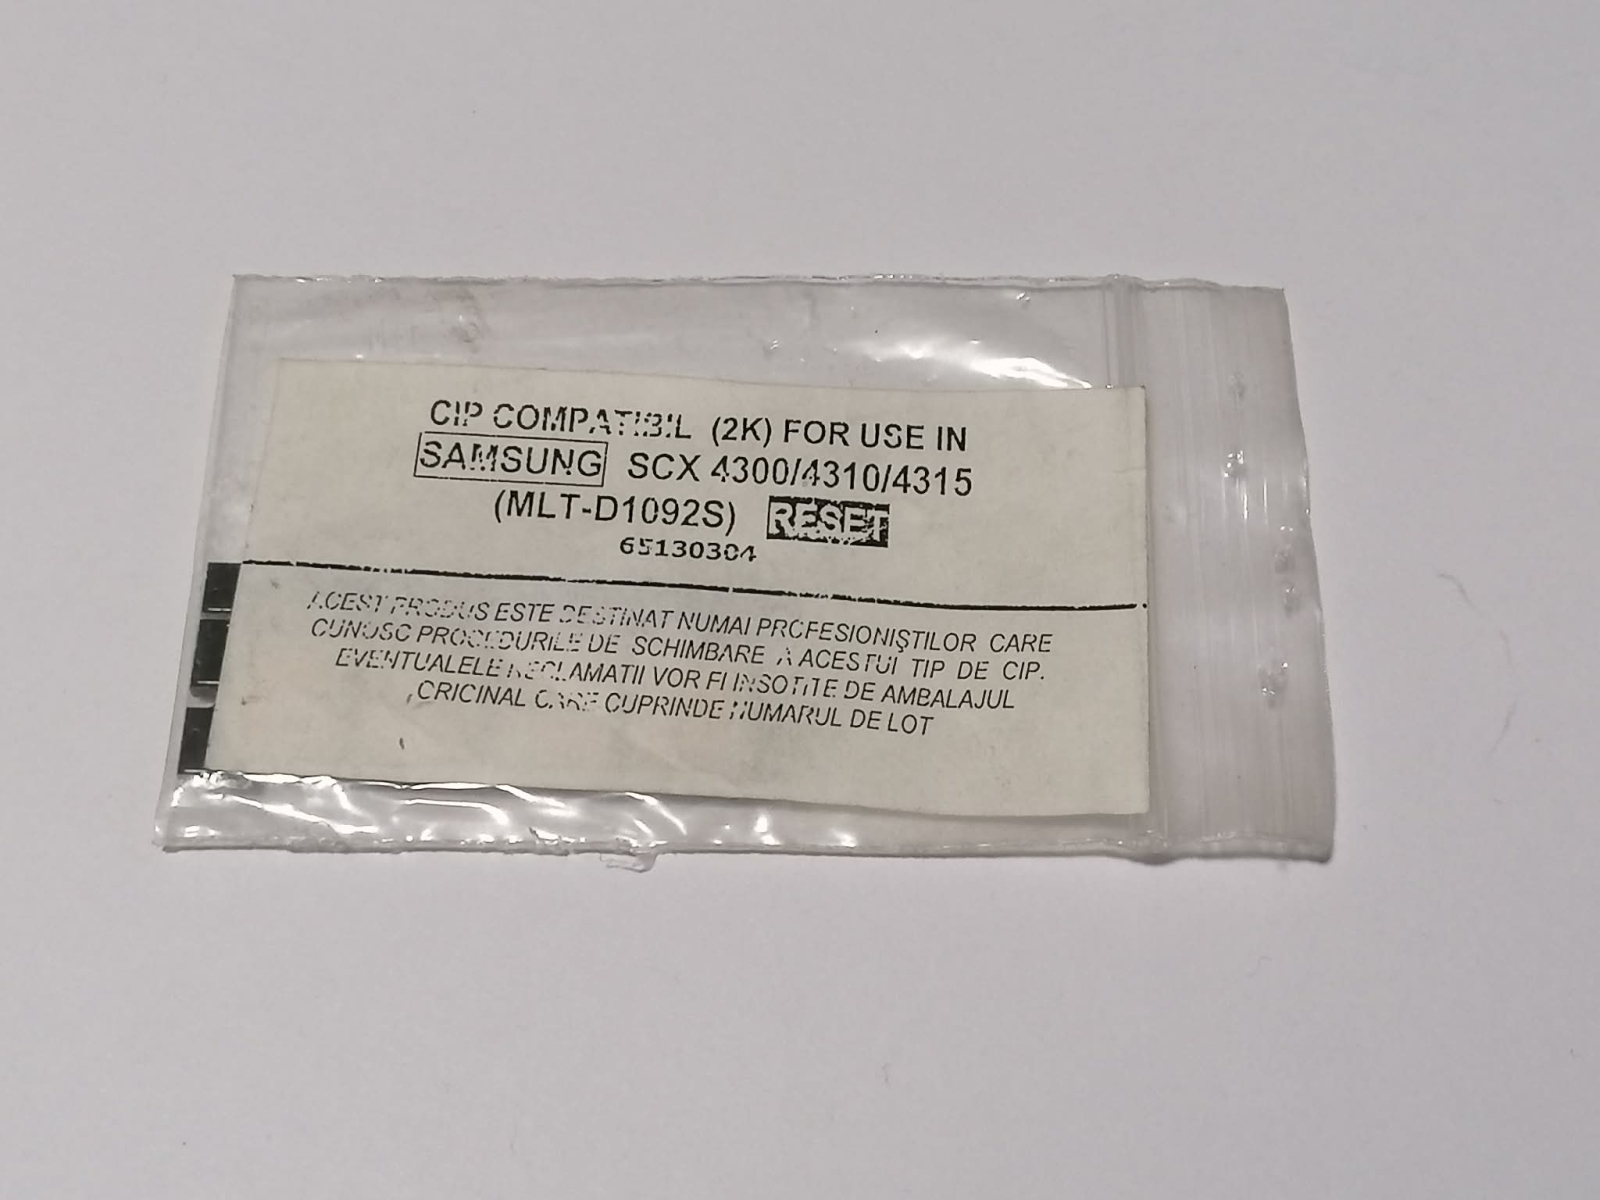 CIP COMPATIBIL (2K) FOR USE IN
SAMSUNG SCX 4300/4310/4315
(MLT-D1092S) RESET
65130304
ACEST PRODUS ESTE DESTINAT NUMAI PROFESIONIŞTILOR CARE
CUNOSC PROCEDURILE DE SCHIMBARE A ACESTUI TIP DE CIP.
EVENTUALELE RECLAMATII VOR FI INSOTITE DE AMBALAJUL
ORIGINAL CARE CUPRINDE NUMARUL DE LOT